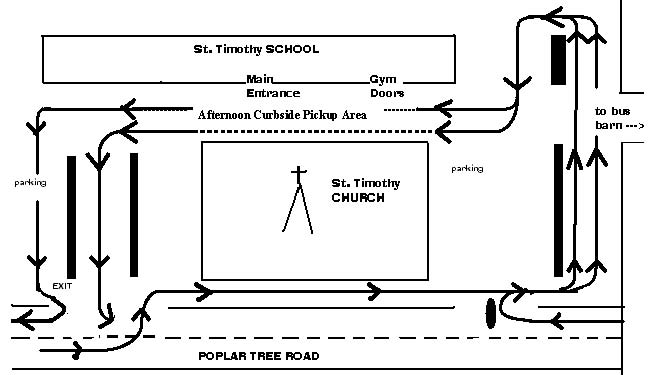 St. Timothy SCHOOL
Main
Entrance
Gym
Doors
Afternoon Curbside Pickup Area
to bus
barn --->
parking
parking
St. Timothy
CHURCH
EXIT
POPLAR TREE ROAD